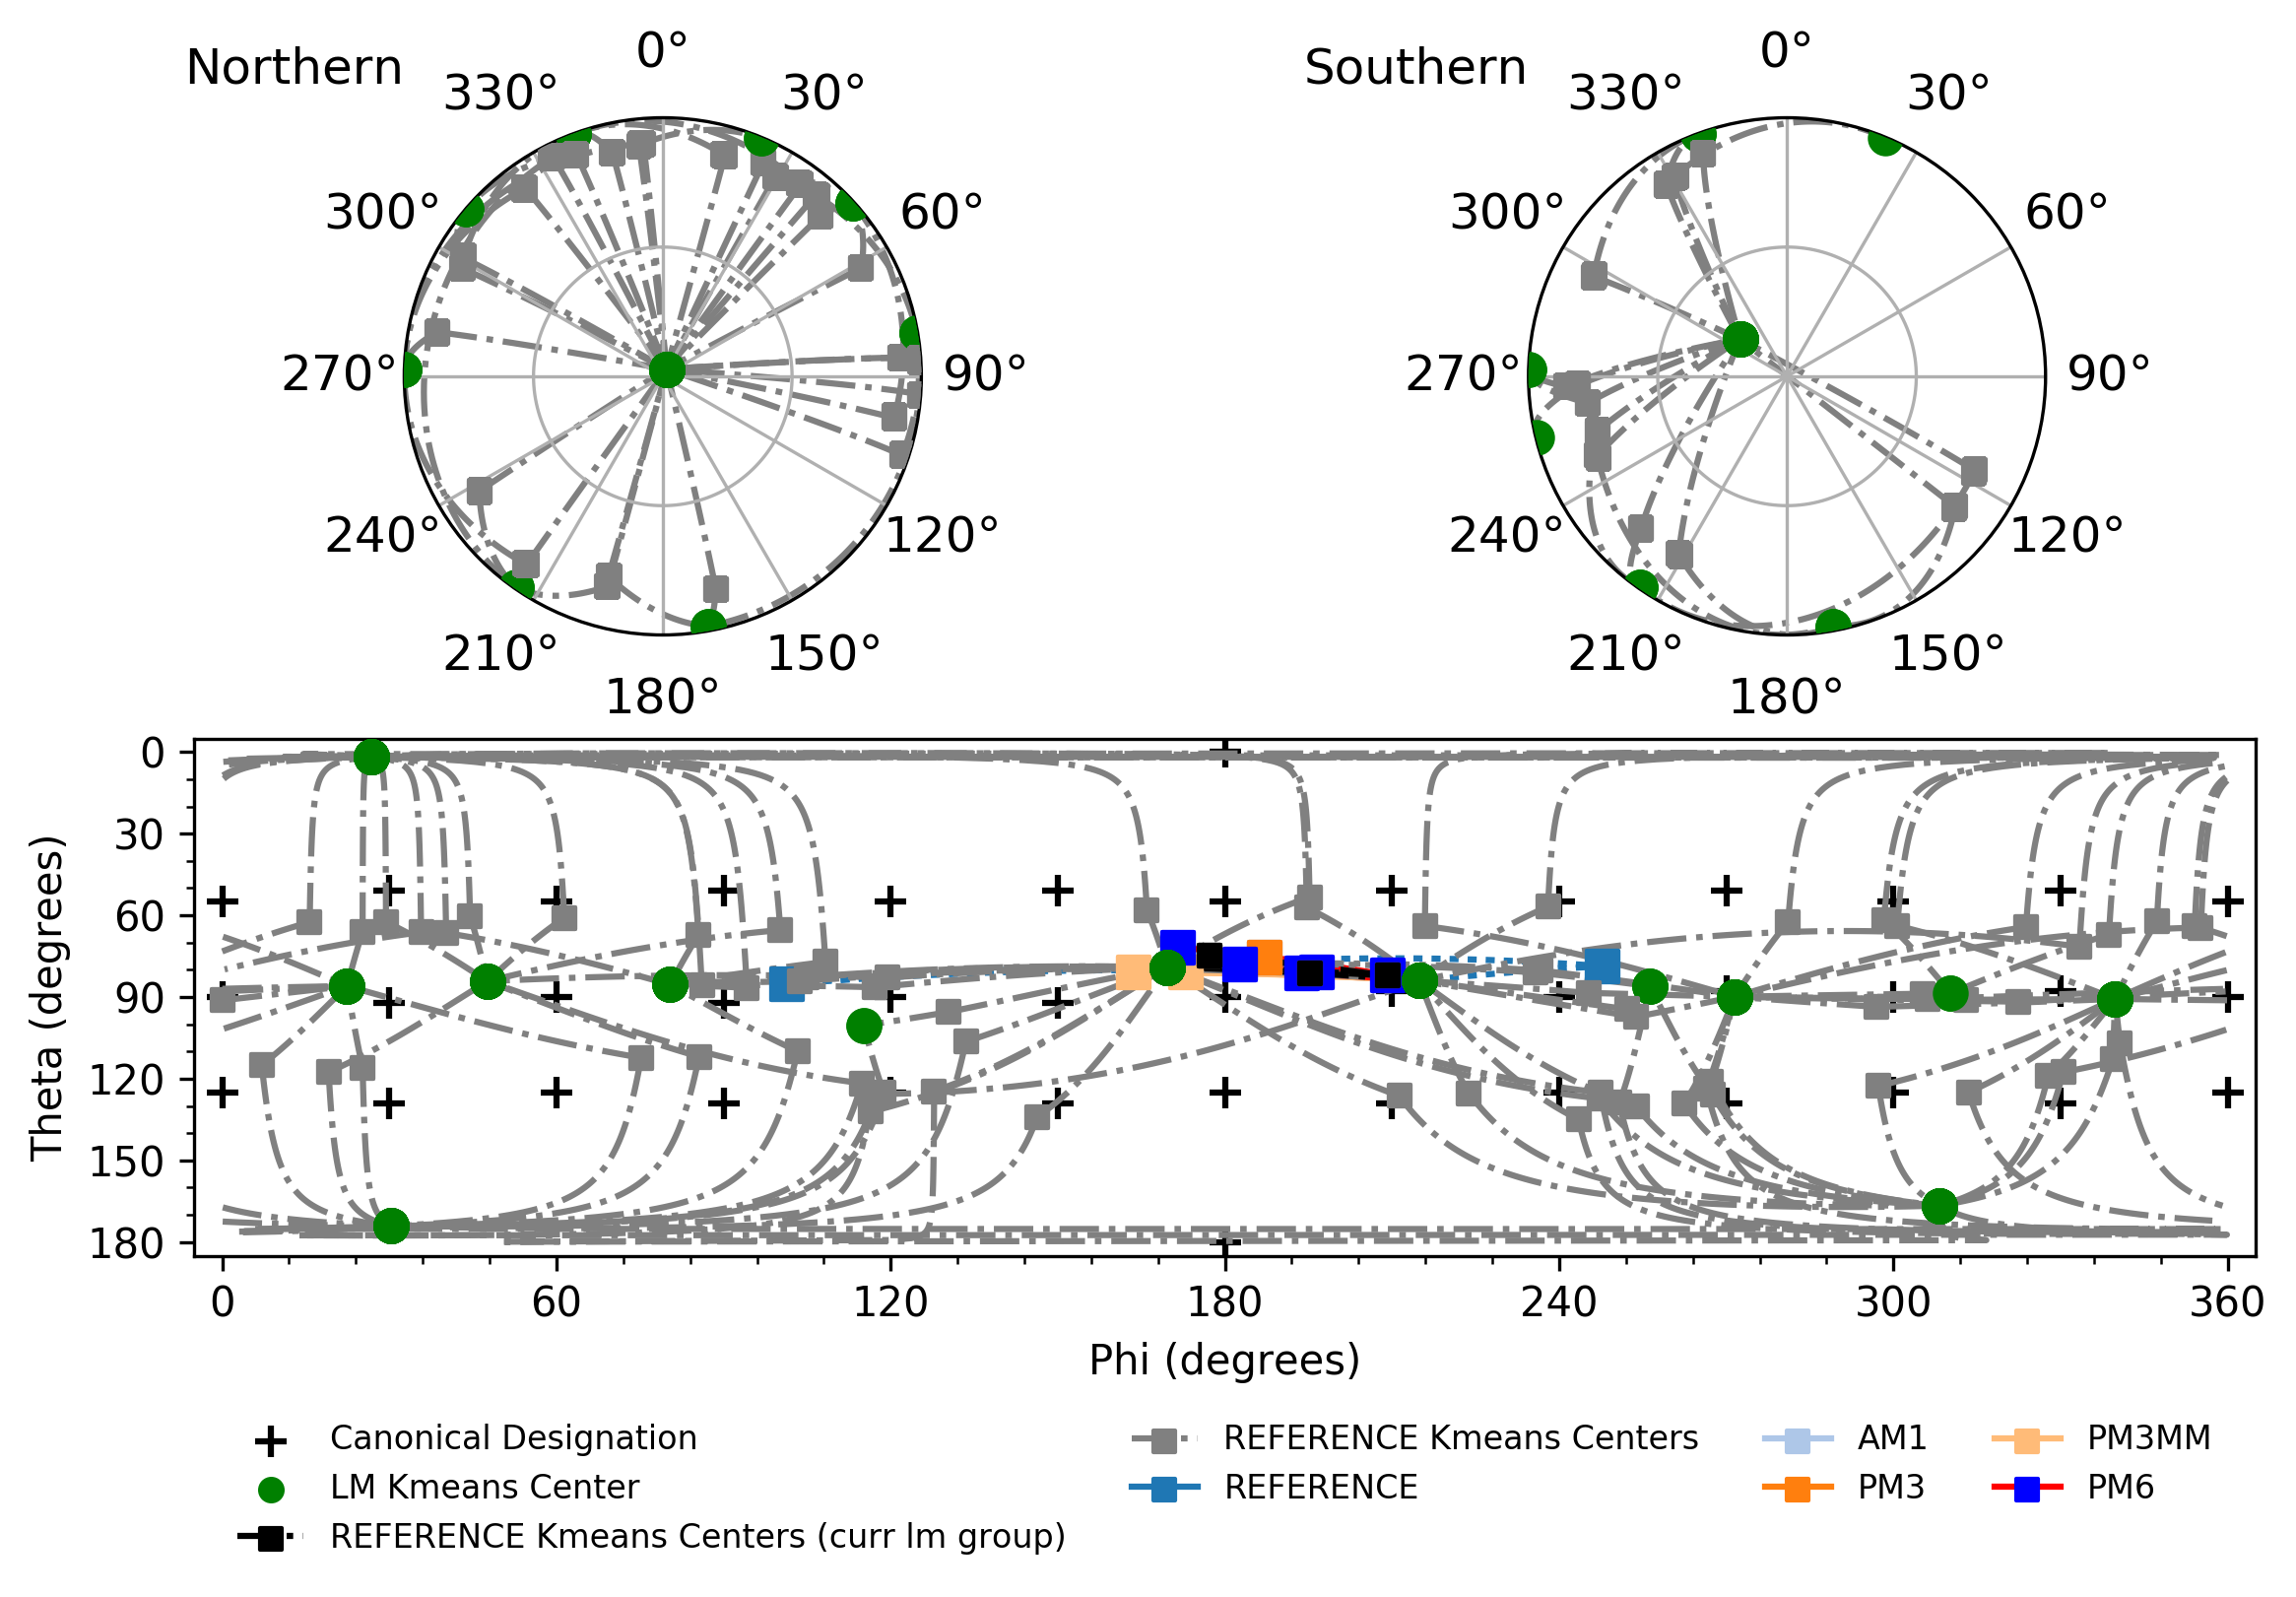 Northern
0°
30°
60°
90°
120°
150°
180°
210°
240°
270°
300°
330°
Southern
0°
30°
60°
90°
120°
150°
180°
210°
240°
270°
300°
330°
Theta (degrees)
0
30
60
90
120
150
180
0 60 120 180 240 300 360
Phi (degrees)
Canonical Designation
LM Kmeans Center
REFERENCE Kmeans Centers (curr lm group)
REFERENCE Kmeans Centers
REFERENCE
AM1
PM3
PM3MM
PM6